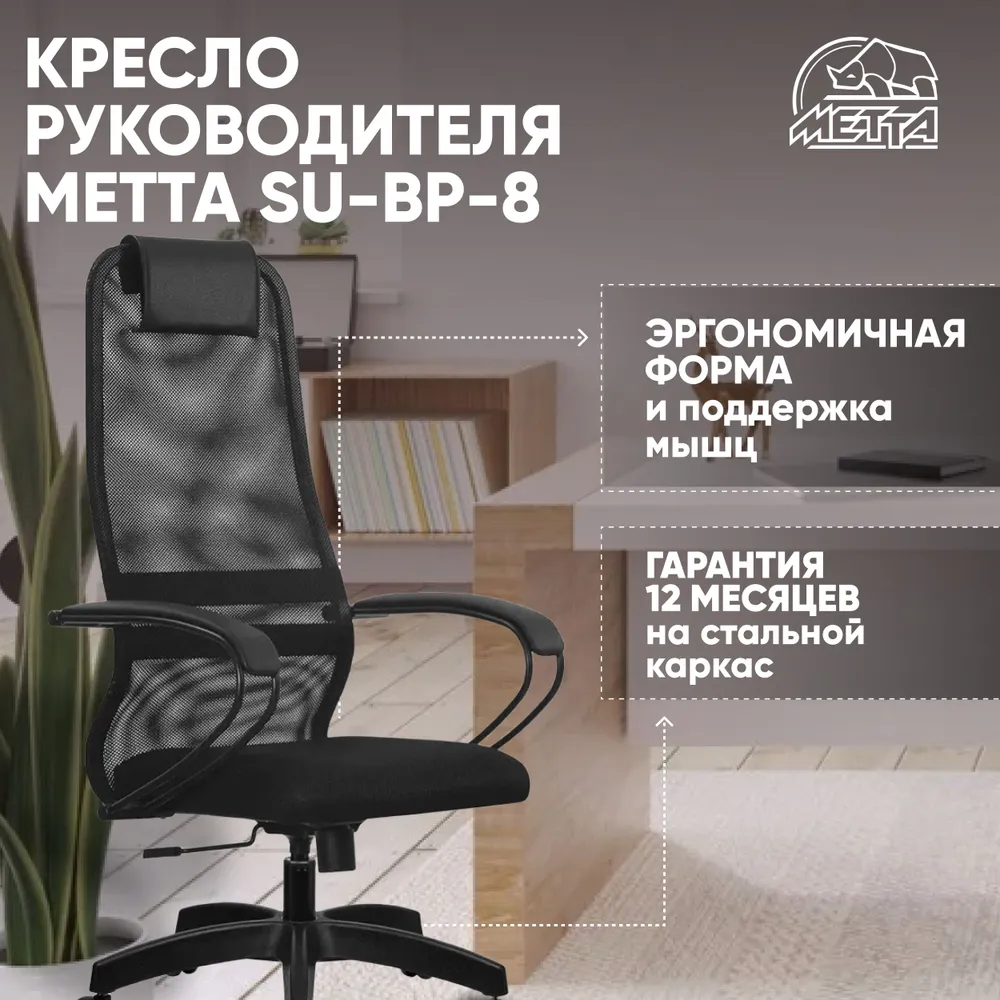 КРЕСЛО
РУКОВОДИТЕЛЯ
МЕТТА SU-BP-8
МЕТТА
ЭРГОНОМИЧНАЯ
ФОРМА
и поддержка
мышц
ГАРАНТИЯ
12 МЕСЯЦЕВ
на стальной
каркас